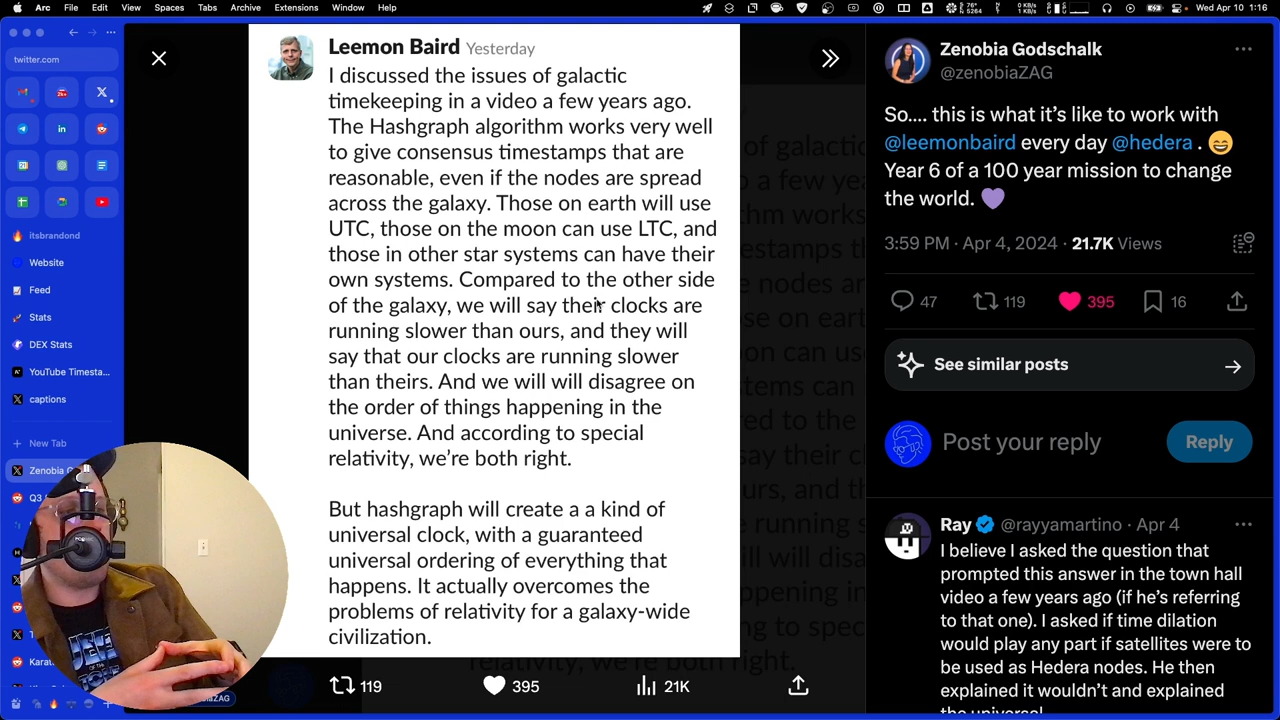 Arc File Edit View Spaces Tabs Archive Extensions Window Help
Wed Apr 10 1:16
twitter.com
itsbrandond
Website
Feed
Stats
DEX Stats
YouTube Timesta...
captions
New Tab
Zenobia G
Q3
Leemon Baird Yesterday
I discussed the issues of galactic
timekeeping in a video a few years ago.
The Hashgraph algorithm works very well
to give consensus timestamps that are
reasonable, even if the nodes are spread
across the galaxy. Those on earth will use
UTC, those on the moon can use LTC, and
those in other star systems can have their
own systems. Compared to the other side
of the galaxy, we will say their clocks are
running slower than ours, and they will
say that our clocks are running slower
than theirs. And we will will disagree on
the order of things happening in the
universe. And according to special
relativity, we're both right.
But hashgraph will create a a kind of
universal clock, with a guaranteed
universal ordering of everything that
happens. It actually overcomes the
problems of relativity for a galaxy-wide
civilization.
119 395 21K
Zenobia Godschalk
@zenobiaZAG
So.... this is what it's like to work with
@leemonbaird every day @hedera . 😄
Year 6 of a 100 year mission to change
the world. 💜
3:59 PM · Apr 4, 2024 · 21.7K Views
47 119 395 16
See similar posts
Post your reply Reply
Ray @rayyamartino · Apr 4
I believe I asked the question that
prompted this answer in the town hall
video a few years ago (if he's referring
to that one). I asked if time dilation
would play any part if satellites were to
be used as Hedera nodes. He then
explained it wouldn't and explained
the universal